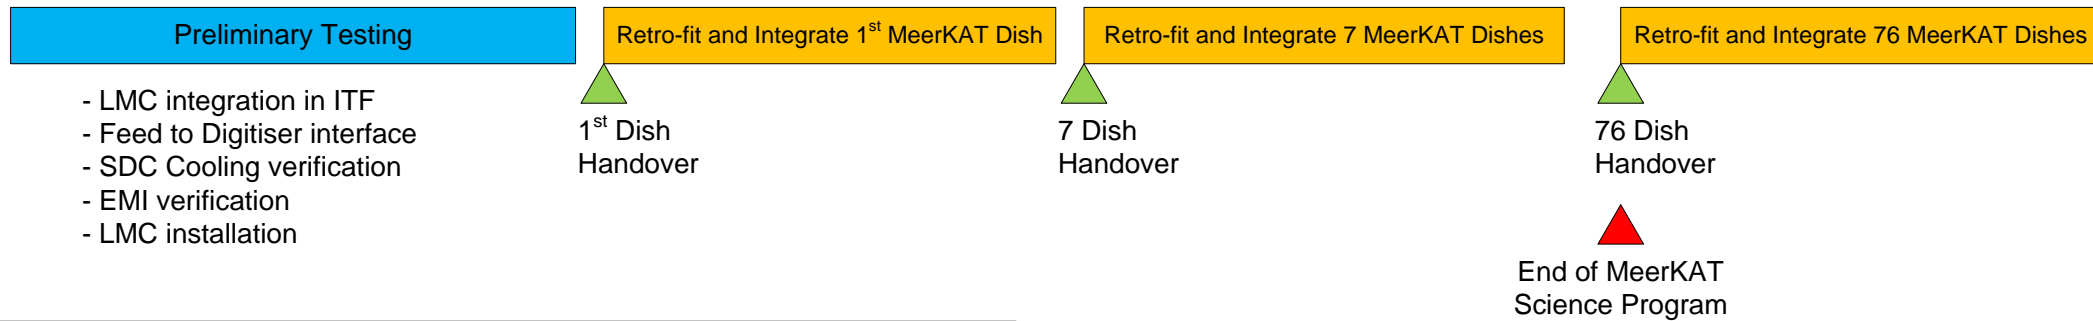 Preliminary Testing
Retro-fit and Integrate 1st MeerKAT Dish
Retro-fit and Integrate 7 MeerKAT Dishes
Retro-fit and Integrate 76 MeerKAT Dishes
- LMC integration in ITF
- Feed to Digitiser interface
- SDC Cooling verification
- EMI verification
- LMC installation
1st Dish
Handover
7 Dish
Handover
76 Dish
Handover
End of MeerKAT
Science Program